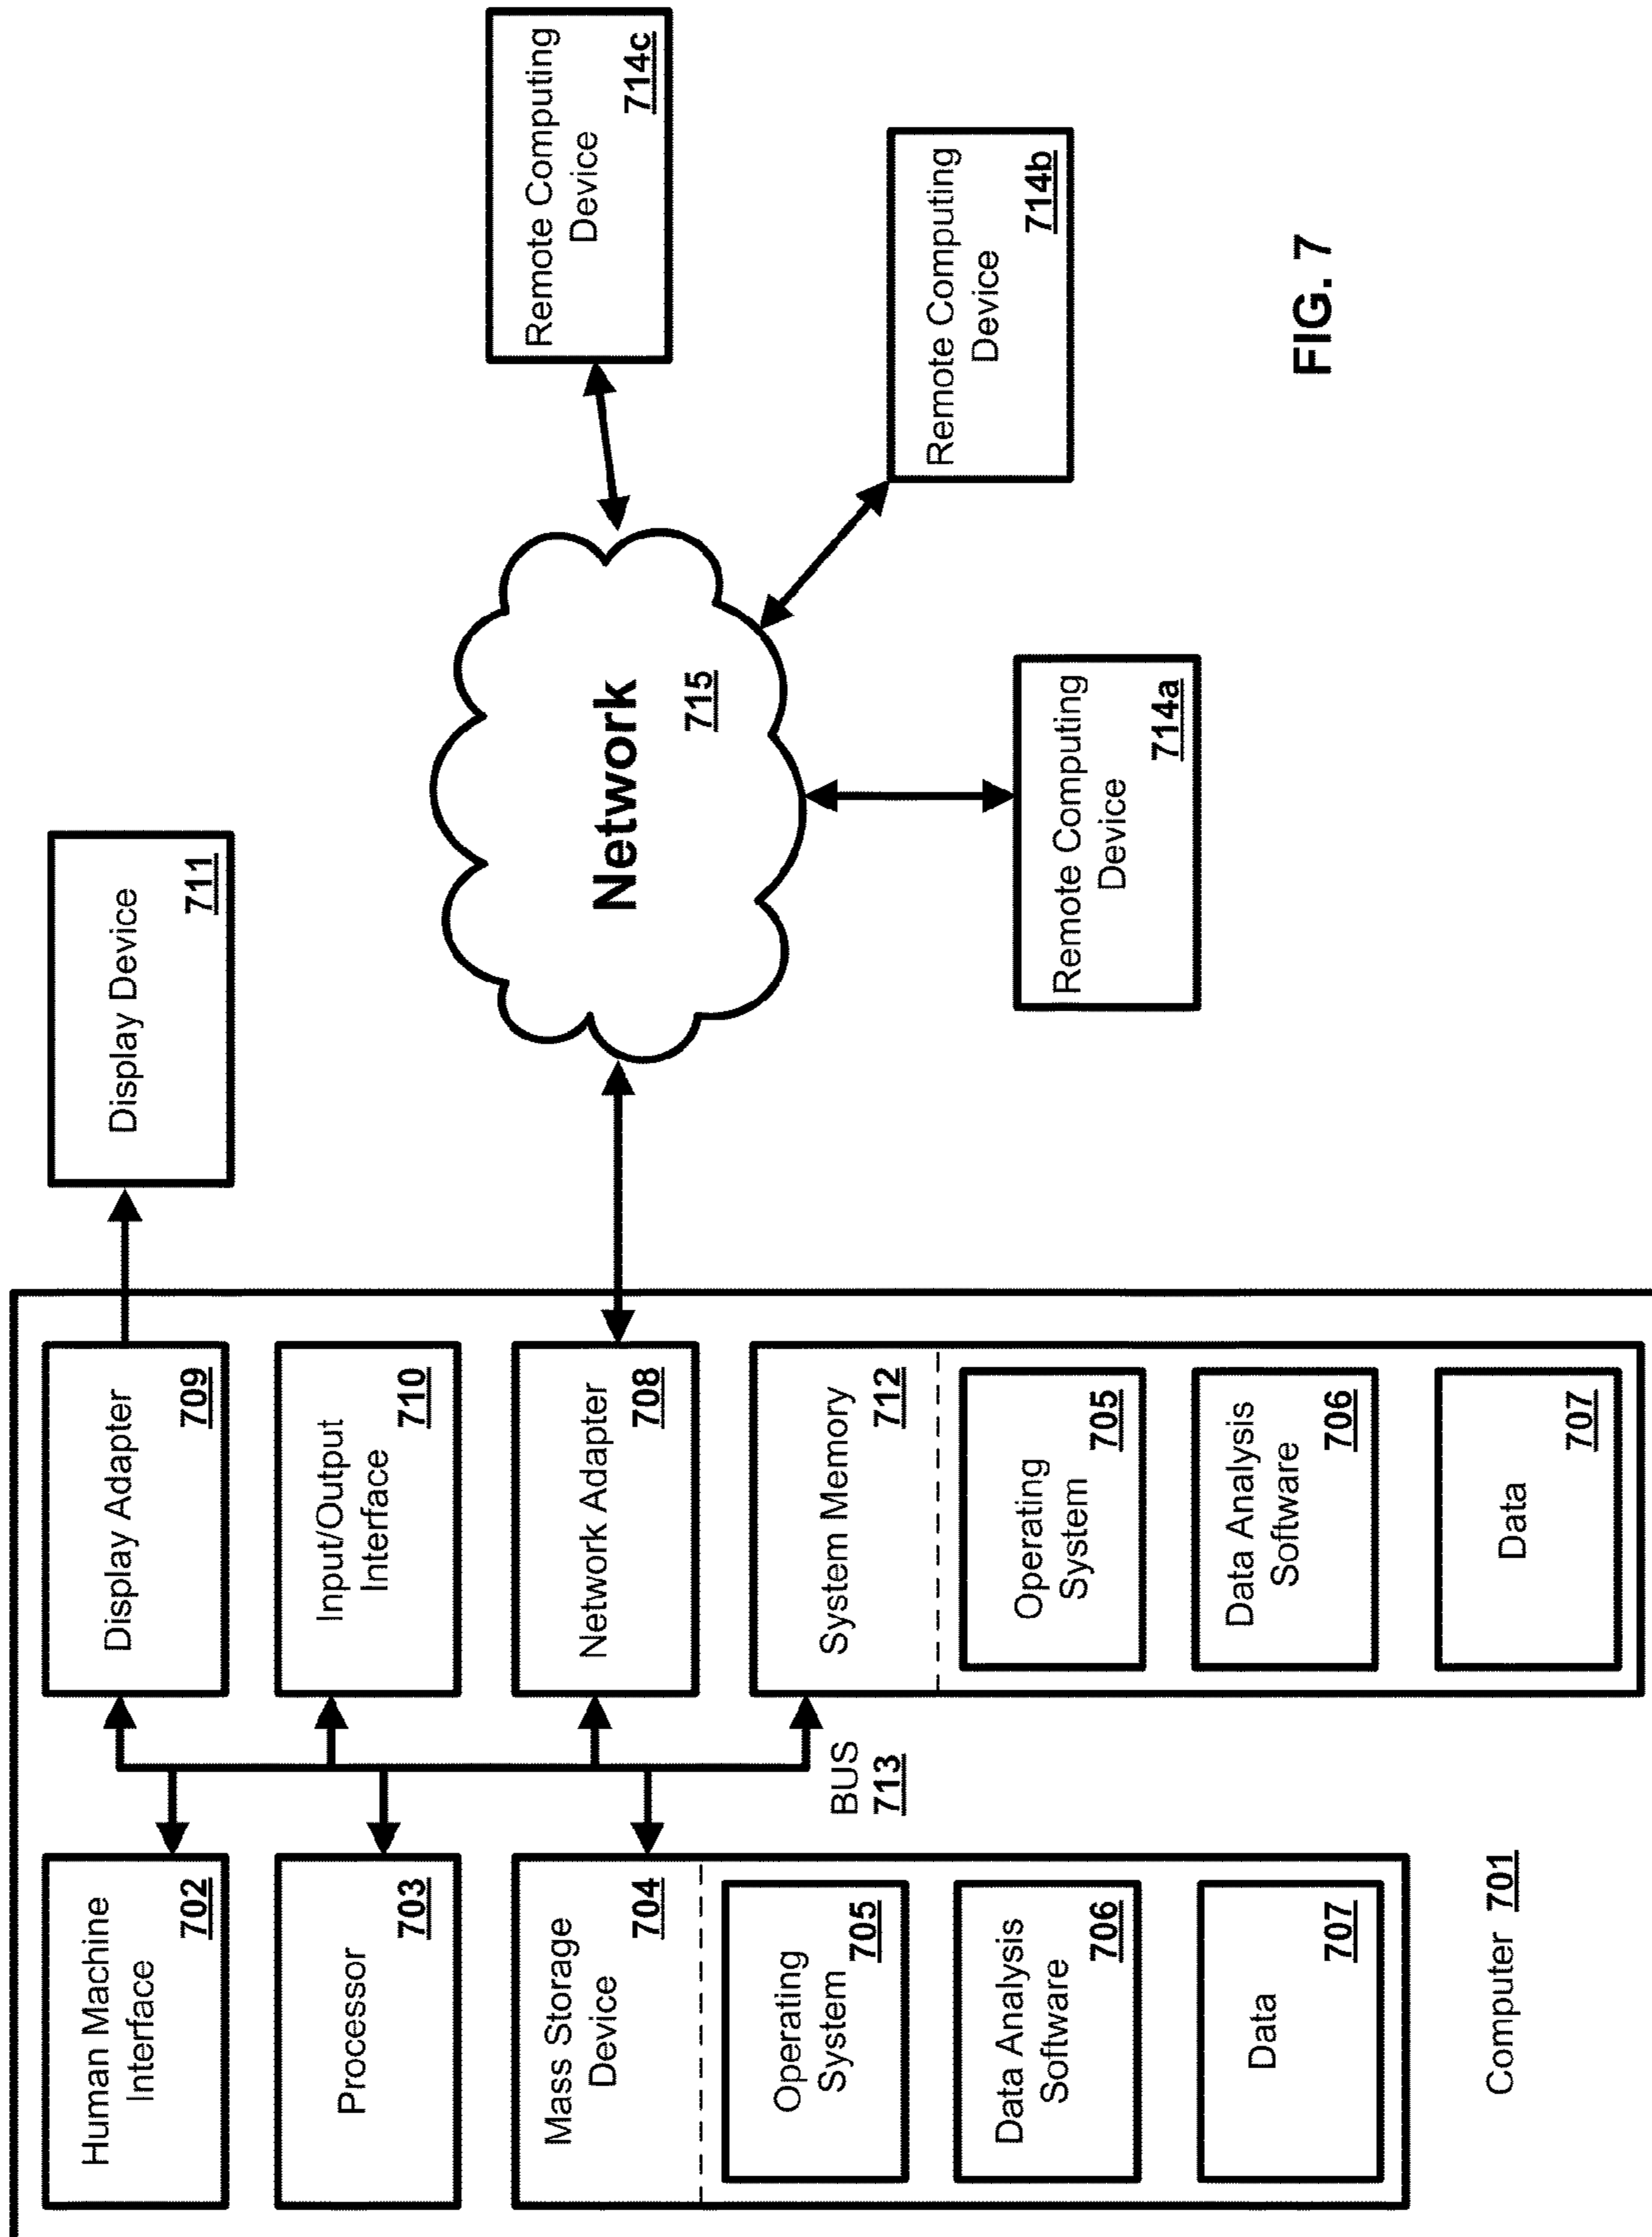 Human Machine
Interface
702
Processor
703
Mass Storage
Device
704
Operating
System
705
Data Analysis
Software
706
Data
707
Computer 701
BUS
713
Display Adapter
709
Input/Output
Interface
710
Network Adapter
708
System Memory
712
Operating
System
705
Data Analysis
Software
706
Data
707
Display Device
711
Network
715
Remote Computing
Device
714a
Remote Computing
Device
714b
Remote Computing
Device
714c
FIG. 7